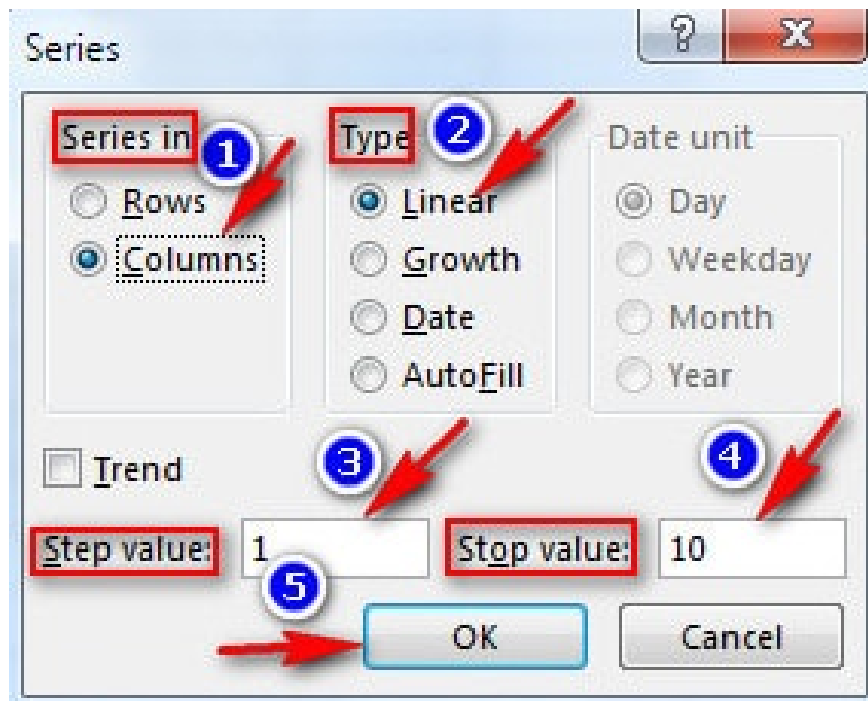 Series
Series in 1
Type 2
Date unit
Rows
Linear
Day
Columns
Growth
Weekday
Date
Month
AutoFill
Year
Trend
3
4
Step value: 1
Stop value: 10
5
OK
Cancel